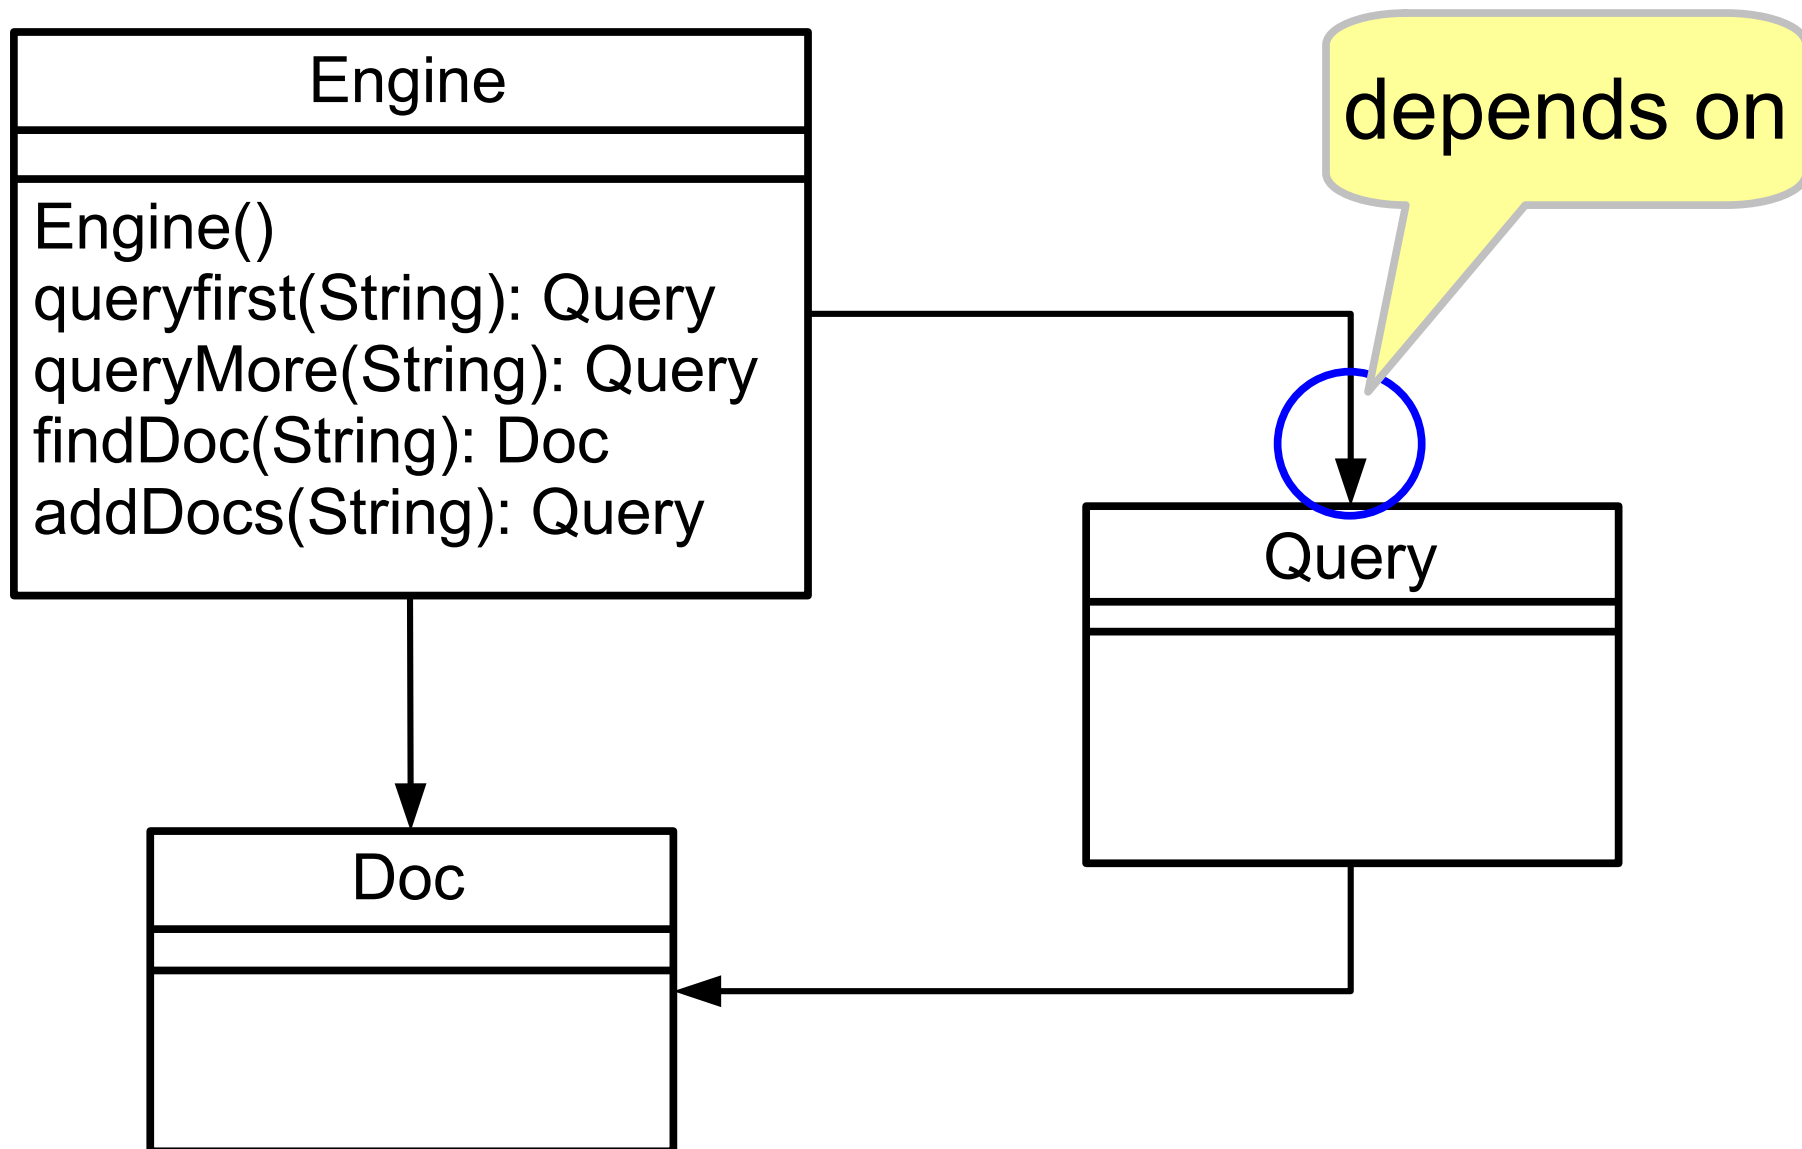 Engine
Engine()
queryfirst(String): Query
queryMore(String): Query
findDoc(String): Doc
addDocs(String): Query
depends on
Query
Doc